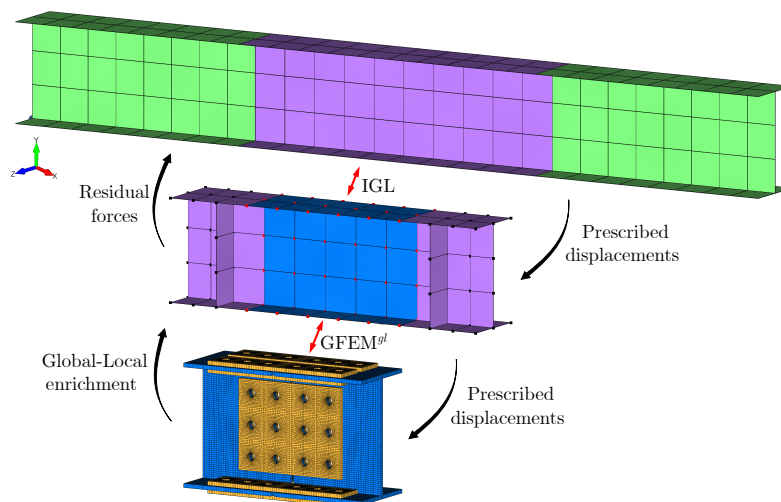 Y
Z
X
IGL
Residual
forces
Prescribed
displacements
GFEM^gl
Global-Local
enrichment
Prescribed
displacements